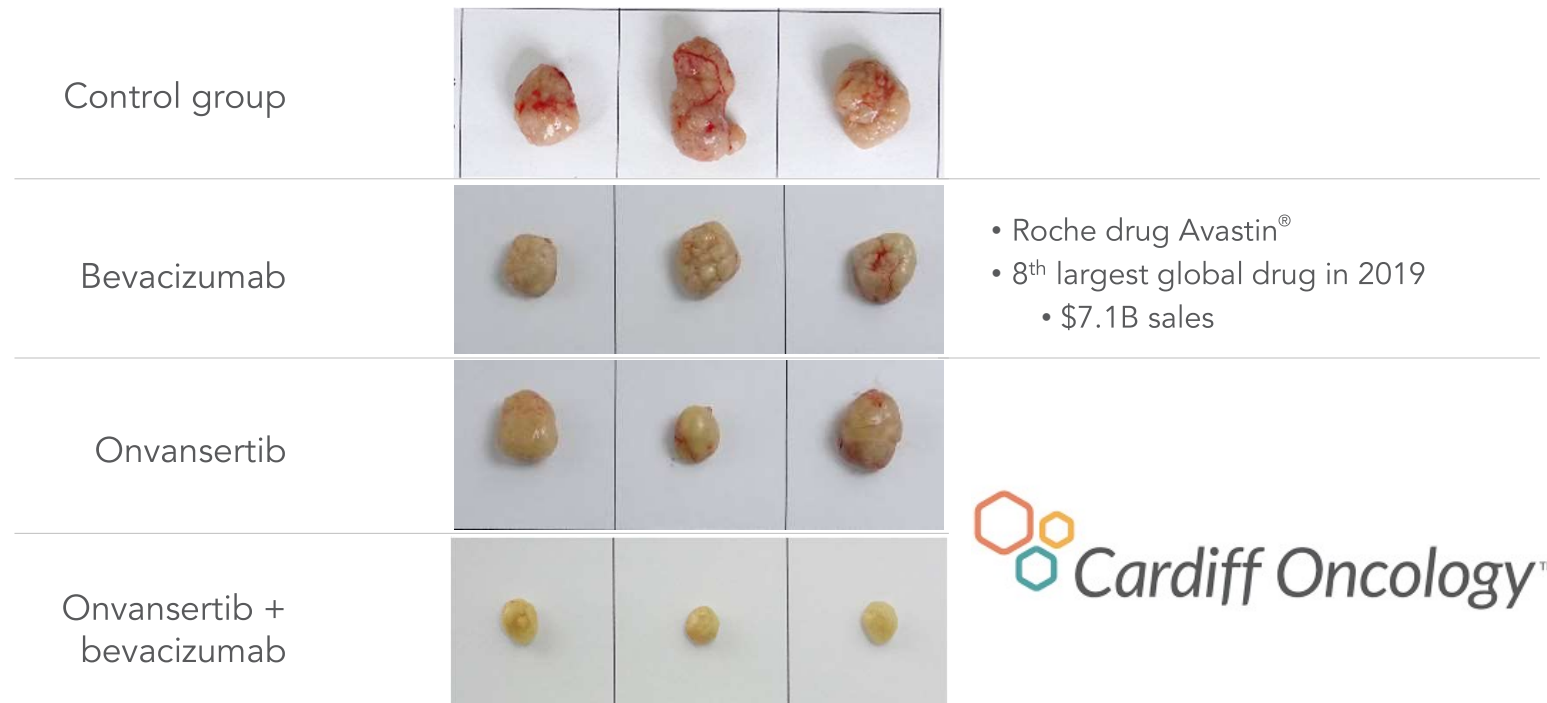 Control group
Bevacizumab
• Roche drug Avastin®
• 8th largest global drug in 2019
• $7.1B sales
Onvansertib
Onvansertib +
bevacizumab
Cardiff Oncology™